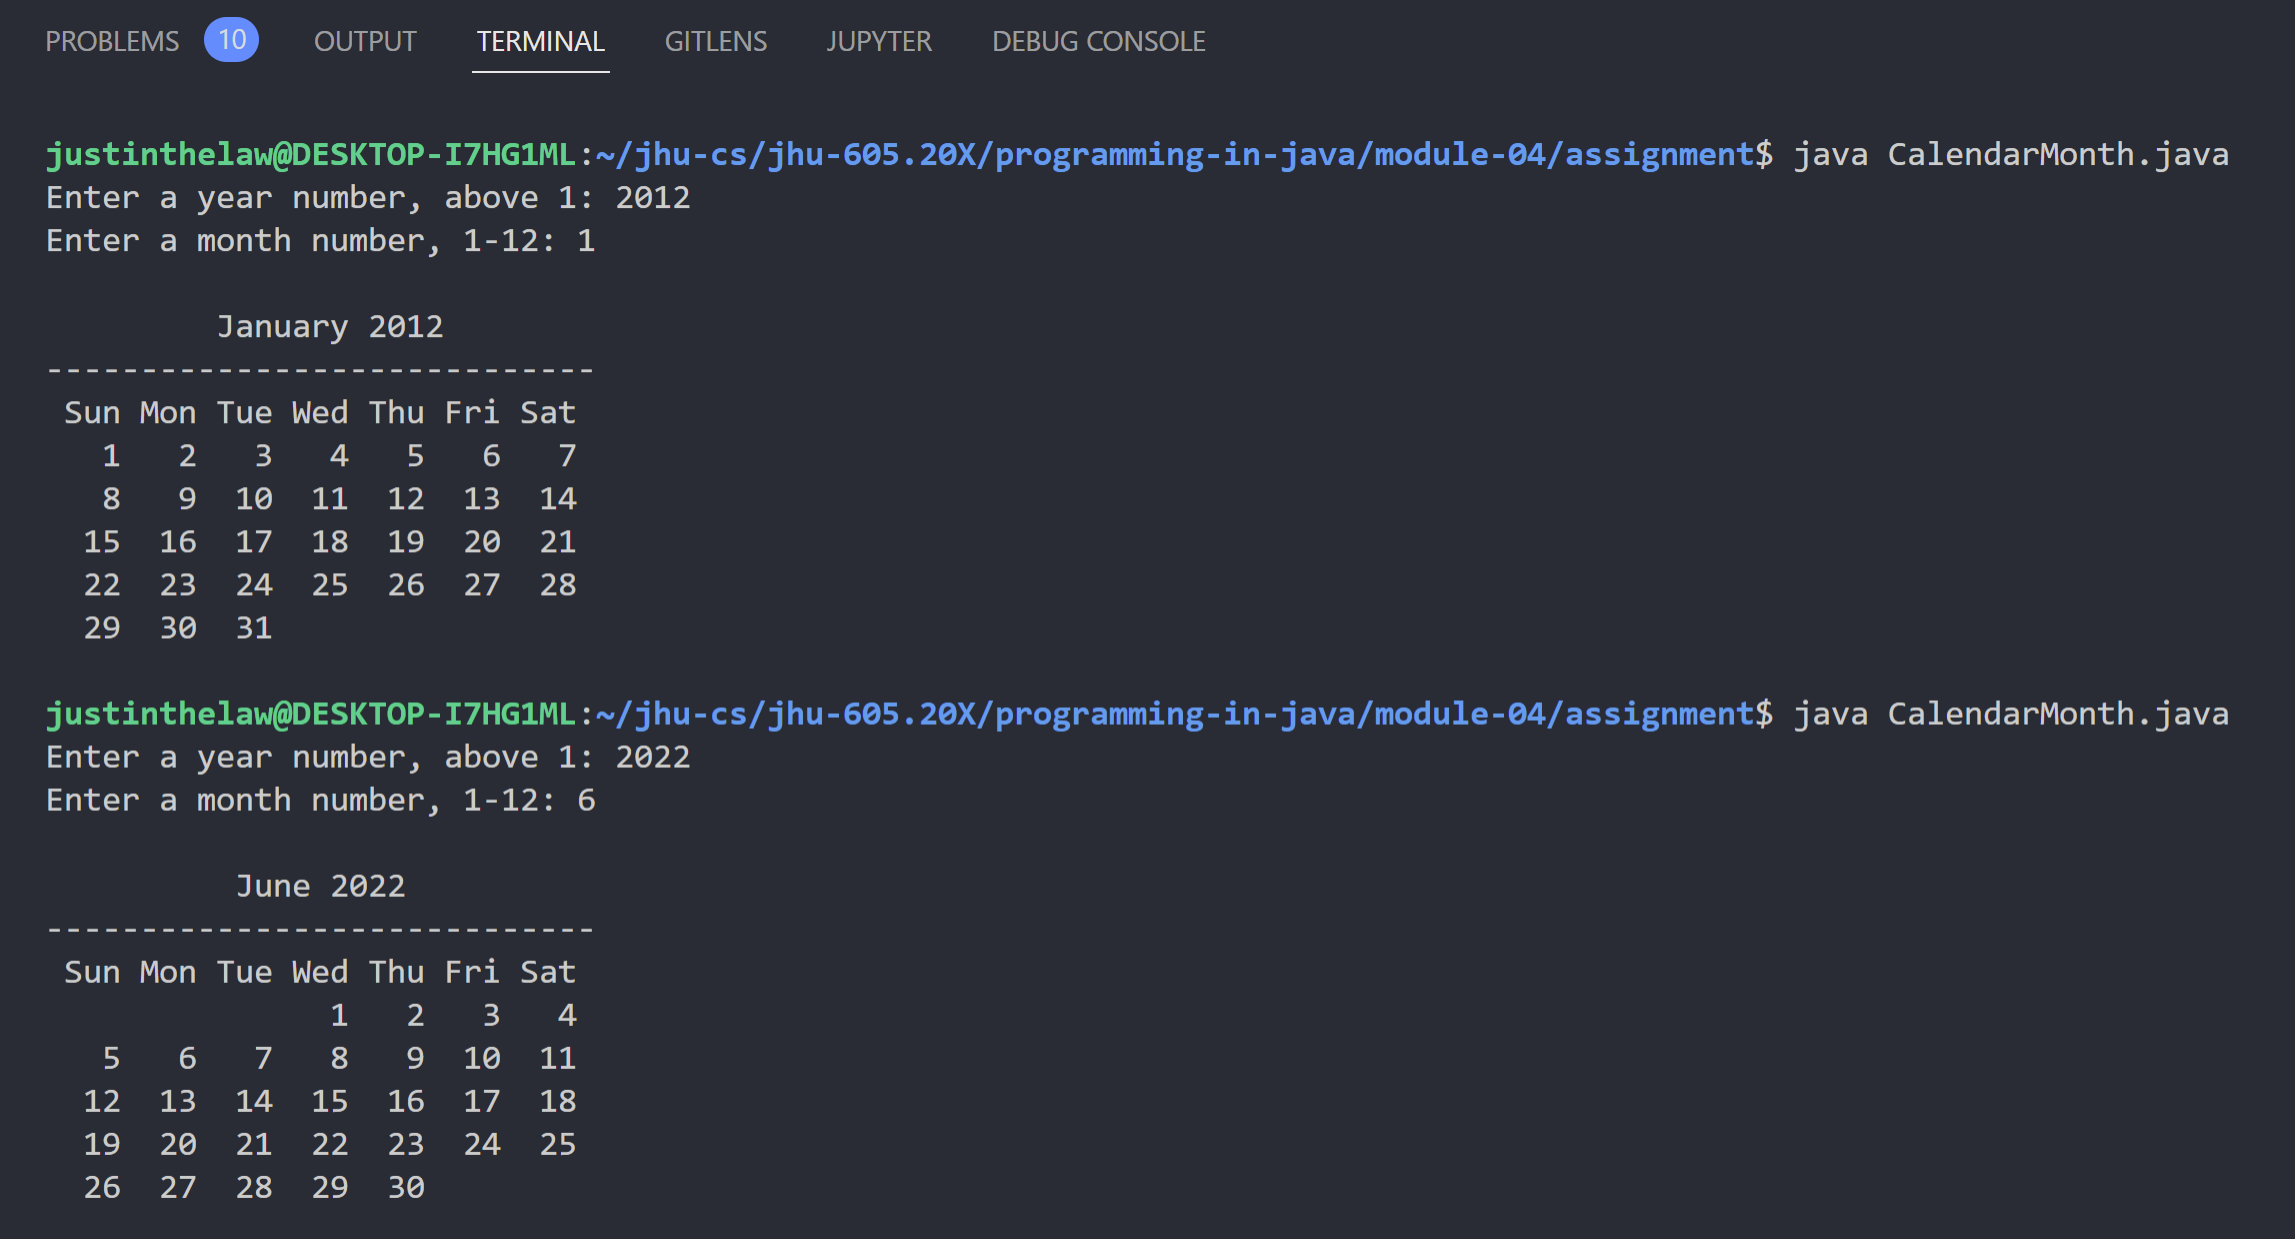 PROBLEMS 10 OUTPUT TERMINAL GITLENS JUPYTER DEBUG CONSOLE
justinthelaw@DESKTOP-I7HG1ML:~/jhu-cs/jhu-605.20X/programming-in-java/module-04/assignment$ java CalendarMonth.java
Enter a year number, above 1: 2012
Enter a month number, 1-12: 1
         January 2012
-----------------------------
 Sun Mon Tue Wed Thu Fri Sat
   1   2   3   4   5   6   7
   8   9  10  11  12  13  14
  15  16  17  18  19  20  21
  22  23  24  25  26  27  28
  29  30  31
justinthelaw@DESKTOP-I7HG1ML:~/jhu-cs/jhu-605.20X/programming-in-java/module-04/assignment$ java CalendarMonth.java
Enter a year number, above 1: 2022
Enter a month number, 1-12: 6
          June 2022
-----------------------------
 Sun Mon Tue Wed Thu Fri Sat
               1   2   3   4
   5   6   7   8   9  10  11
  12  13  14  15  16  17  18
  19  20  21  22  23  24  25
  26  27  28  29  30